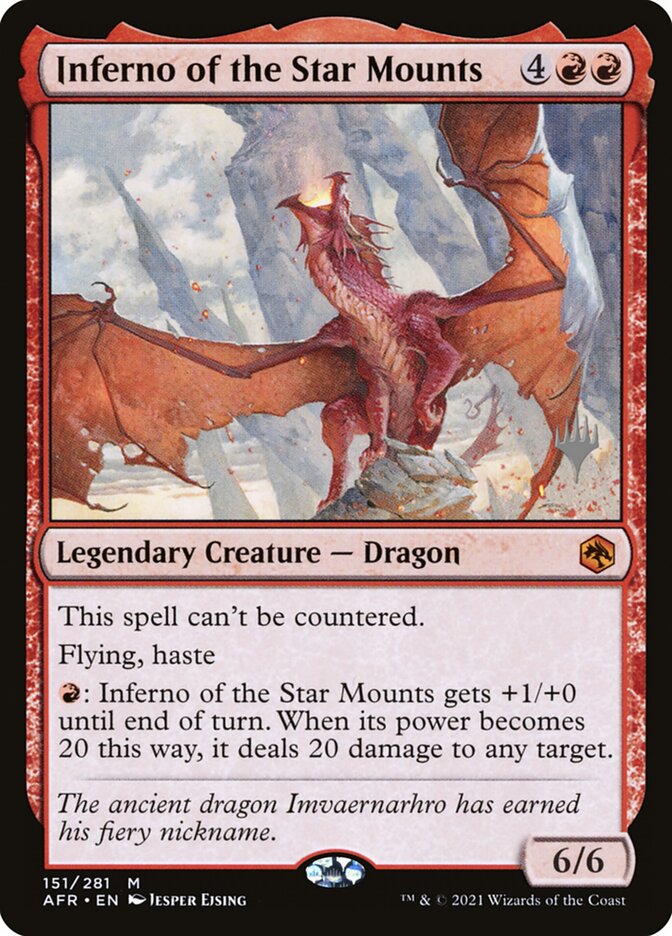 Inferno of the Star Mounts 4
Legendary Creature — Dragon
This spell can't be countered.
Flying, haste
: Inferno of the Star Mounts gets +1/+0
until end of turn. When its power becomes
20 this way, it deals 20 damage to any target.
The ancient dragon Imvaernarhro has earned
his fiery nickname.
6/6
151/281 M
AFR • EN Jesper Ejsing
™ & © 2021 Wizards of the Coast